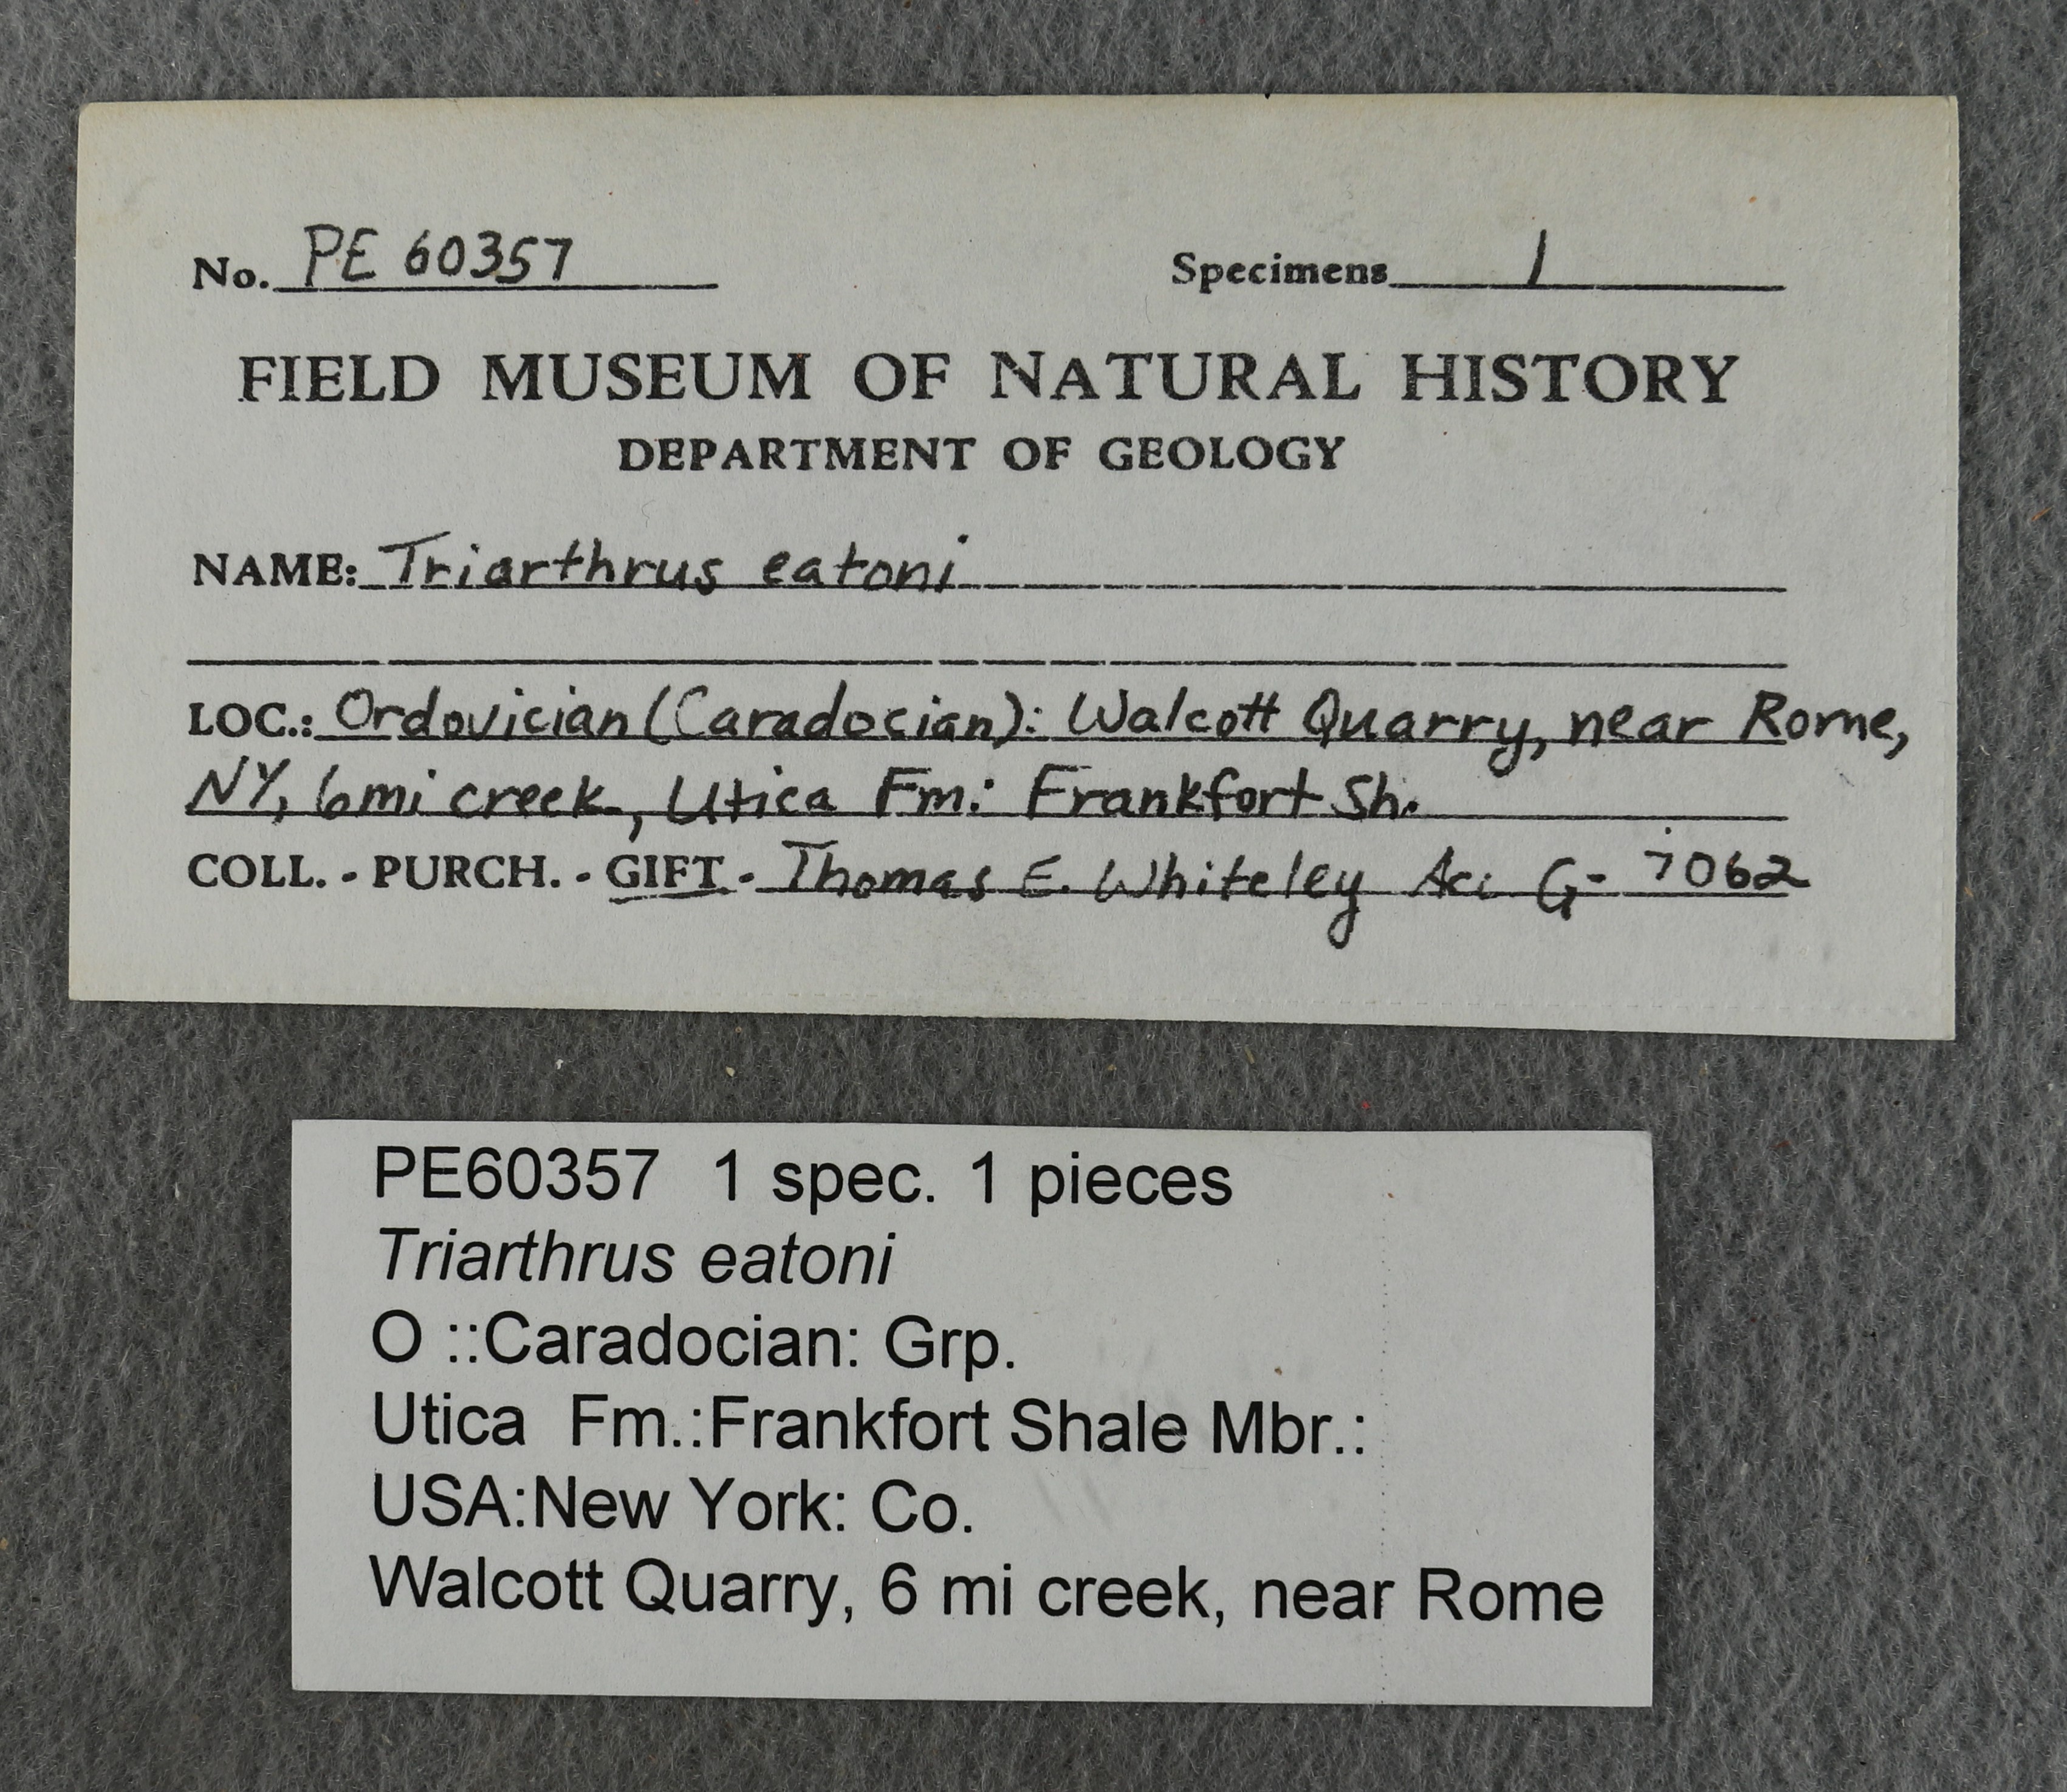 No. PE 60357 Specimens 1
FIELD MUSEUM OF NATURAL HISTORY
DEPARTMENT OF GEOLOGY
NAME: Triarthrus eatoni
LOC.: Ordovician (Caradocian): Walcott Quarry, near Rome,
NY, 6mi creek, Utica Fm: Frankfort Sh.
COLL. - PURCH. - GIFT - Thomas E. Whiteley Acc G- 7062
PE60357 1 spec. 1 pieces
Triarthrus eatoni
O ::Caradocian: Grp.
Utica Fm.:Frankfort Shale Mbr.:
USA:New York: Co.
Walcott Quarry, 6 mi creek, near Rome